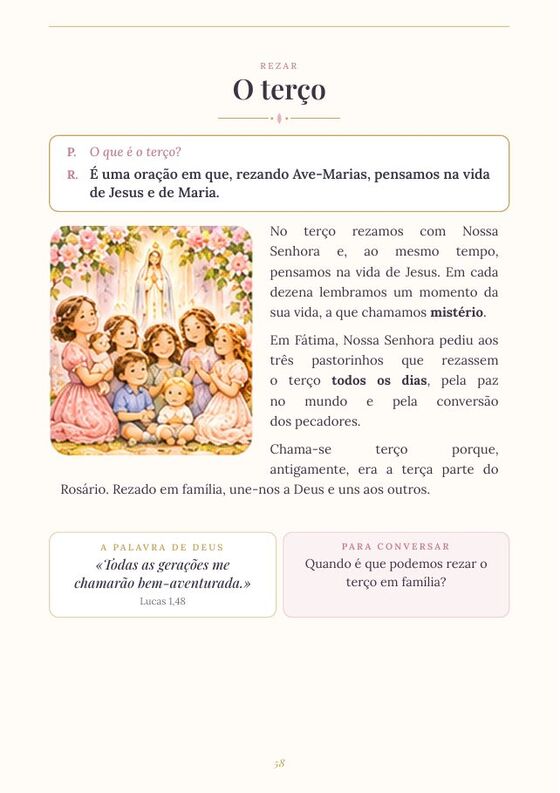 REZAR
O terço
P. O que é o terço?
R. É uma oração em que, rezando Ave-Marias, pensamos na vida
de Jesus e de Maria.
No terço rezamos com Nossa
Senhora e, ao mesmo tempo,
pensamos na vida de Jesus. Em cada
dezena lembramos um momento da
sua vida, a que chamamos mistério.
Em Fátima, Nossa Senhora pediu aos
três pastorinhos que rezassem
o terço todos os dias, pela paz
no mundo e pela conversão
dos pecadores.
Chama-se terço porque,
antigamente, era a terça parte do
Rosário. Rezado em família, une-nos a Deus e uns aos outros.
A PALAVRA DE DEUS
«Todas as gerações me
chamarão bem-aventurada.»
Lucas 1,48
PARA CONVERSAR
Quando é que podemos rezar o
terço em família?
58